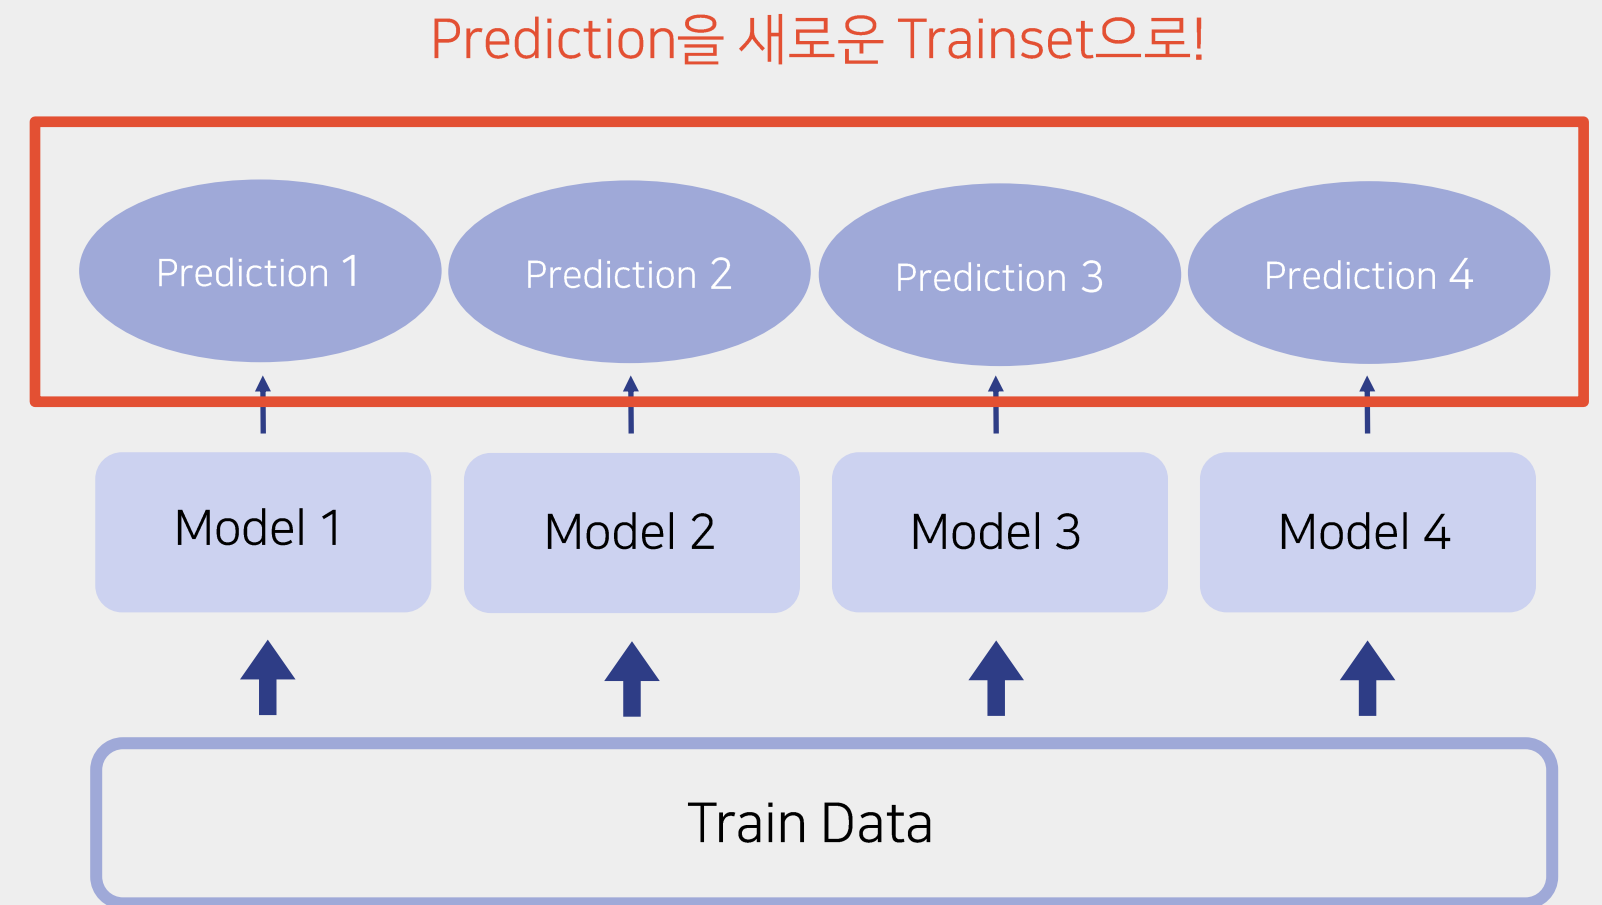 Prediction을 새로운 Trainset으로!
Prediction 1
Prediction 2
Prediction 3
Prediction 4
Model 1
Model 2
Model 3
Model 4
Train Data